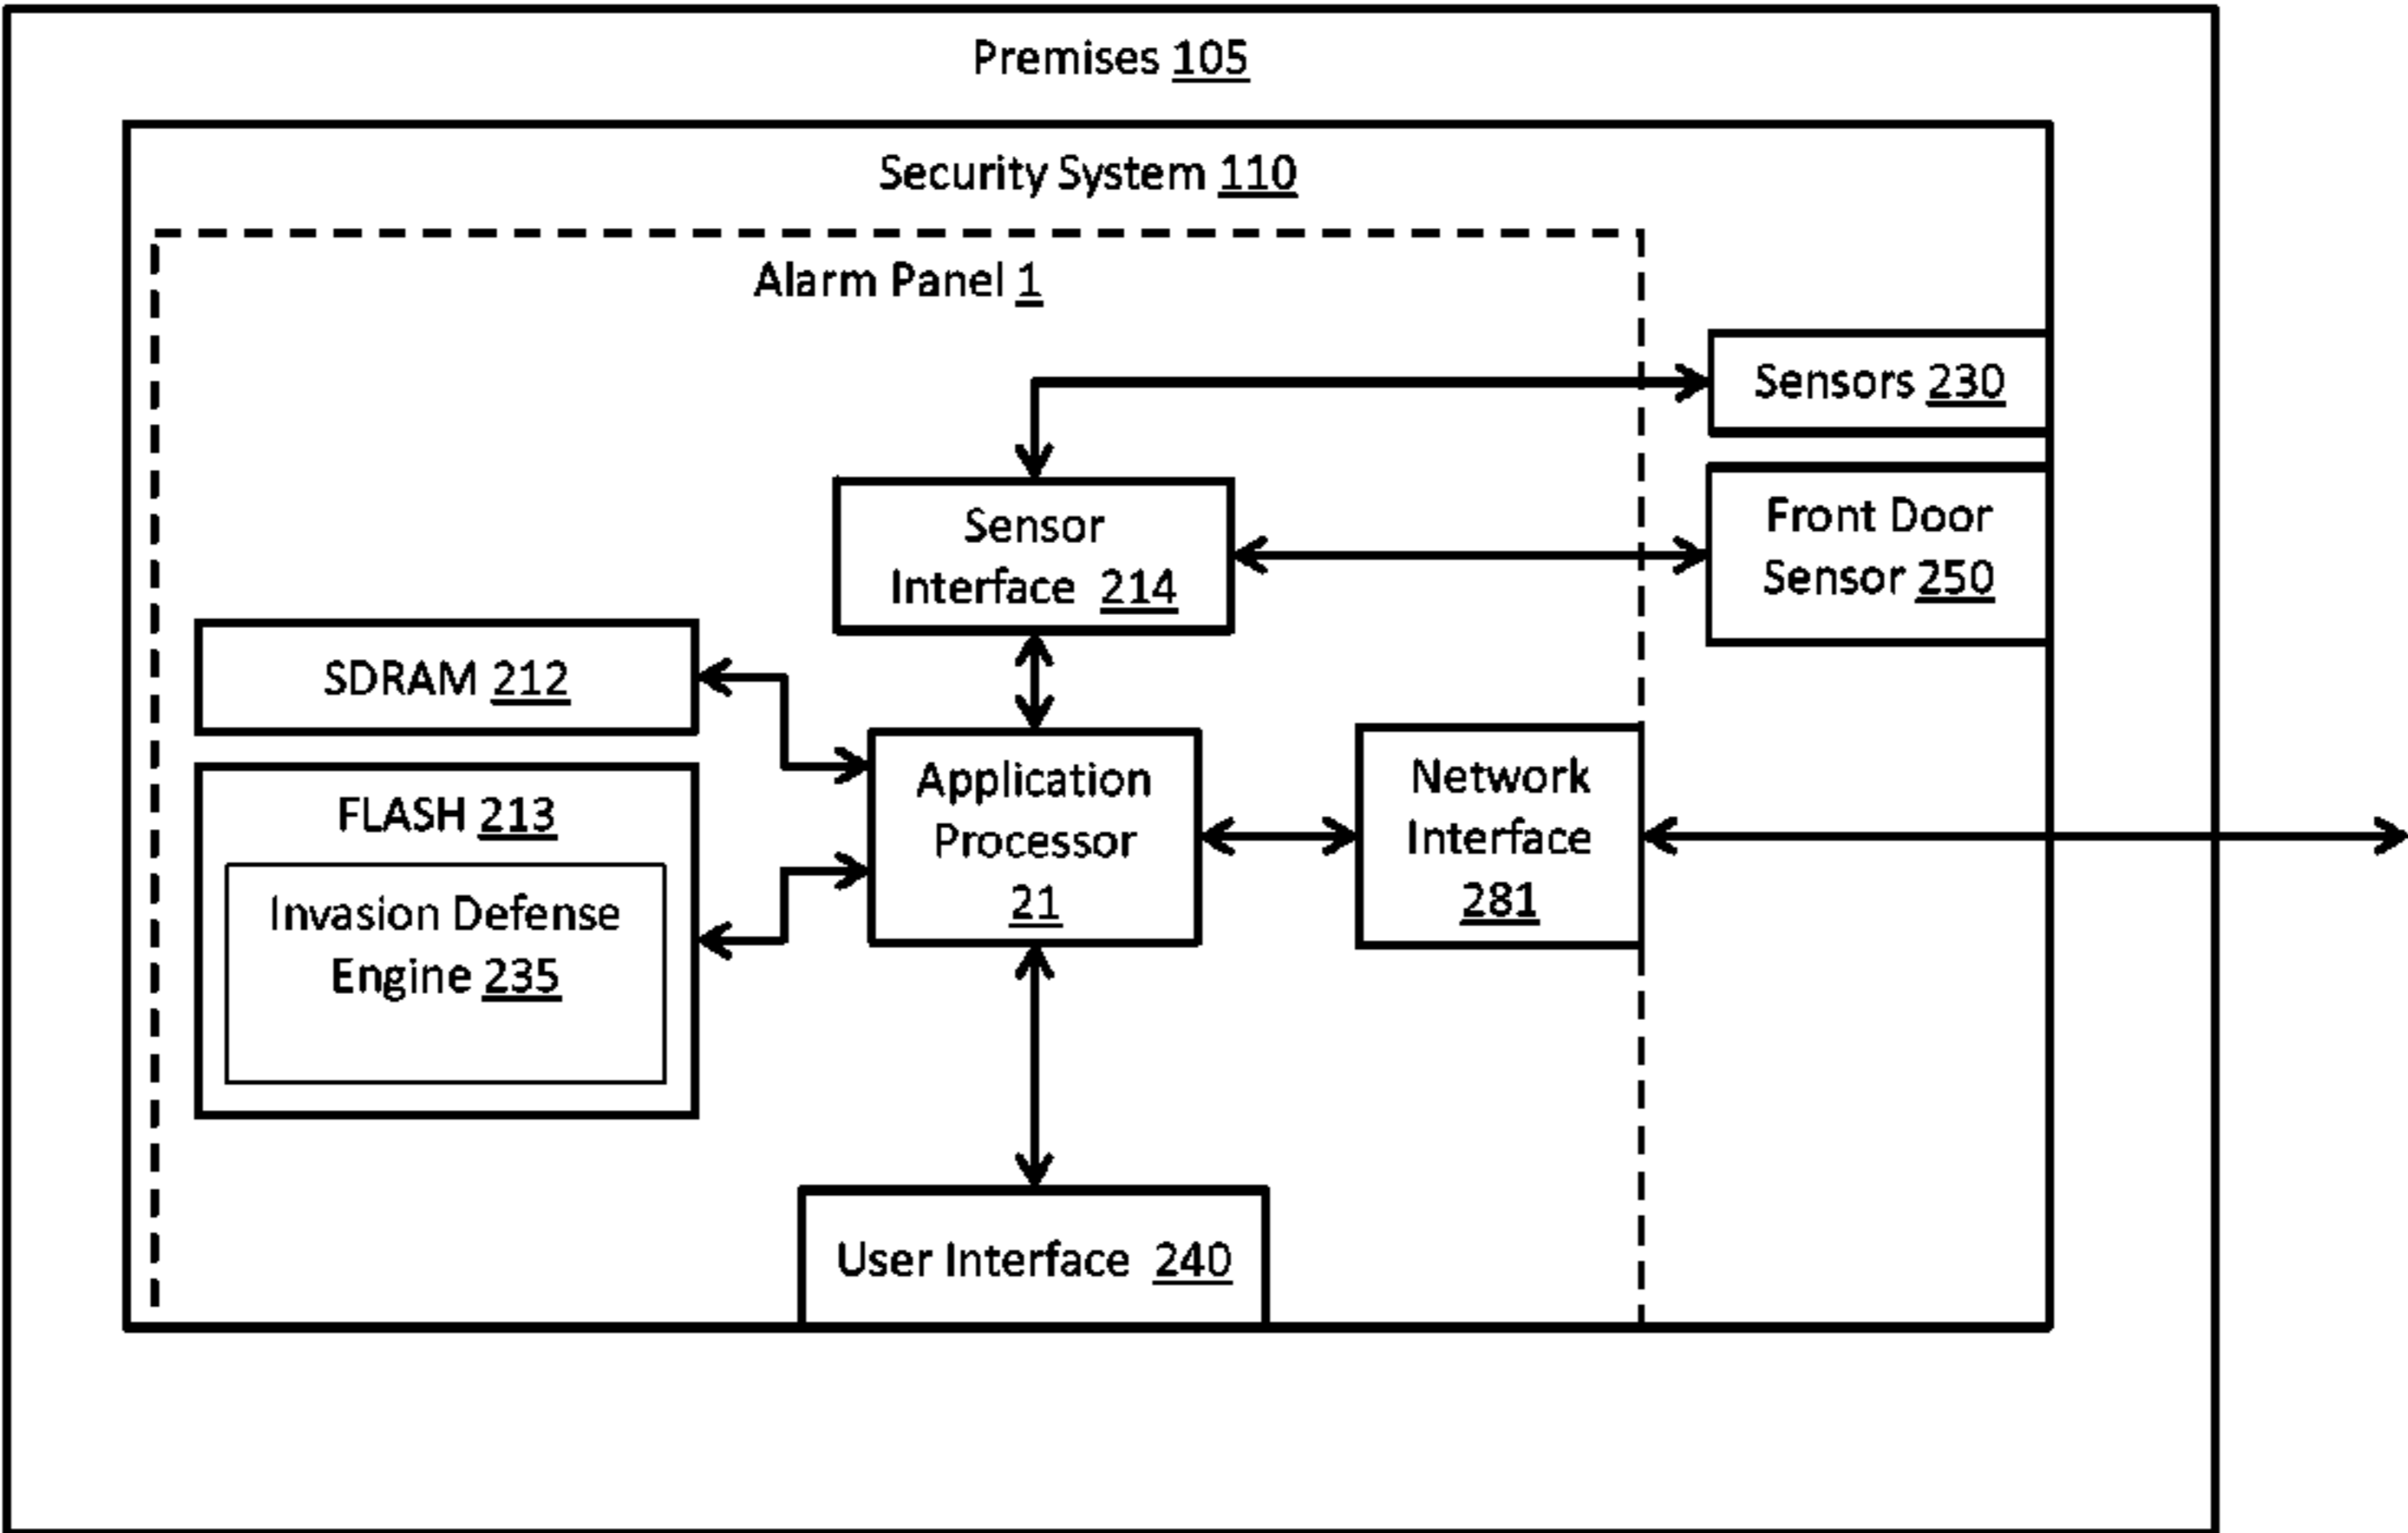 Premises 105
Security System 110
Alarm Panel 1
Sensors 230
Sensor
Interface 214
Front Door
Sensor 250
SDRAM 212
FLASH 213
Invasion Defense
Engine 235
Application
Processor
21
Network
Interface
281
User Interface 240